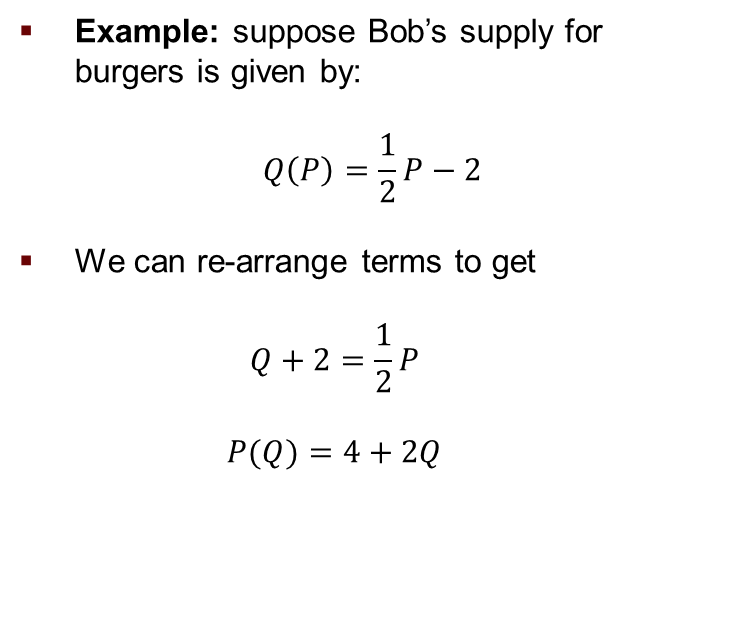 ▪ Example: suppose Bob’s supply for
burgers is given by:
𝑄(𝑃) = 1/2 𝑃 − 2
▪ We can re-arrange terms to get
𝑄 + 2 = 1/2 𝑃
𝑃(𝑄) = 4 + 2𝑄